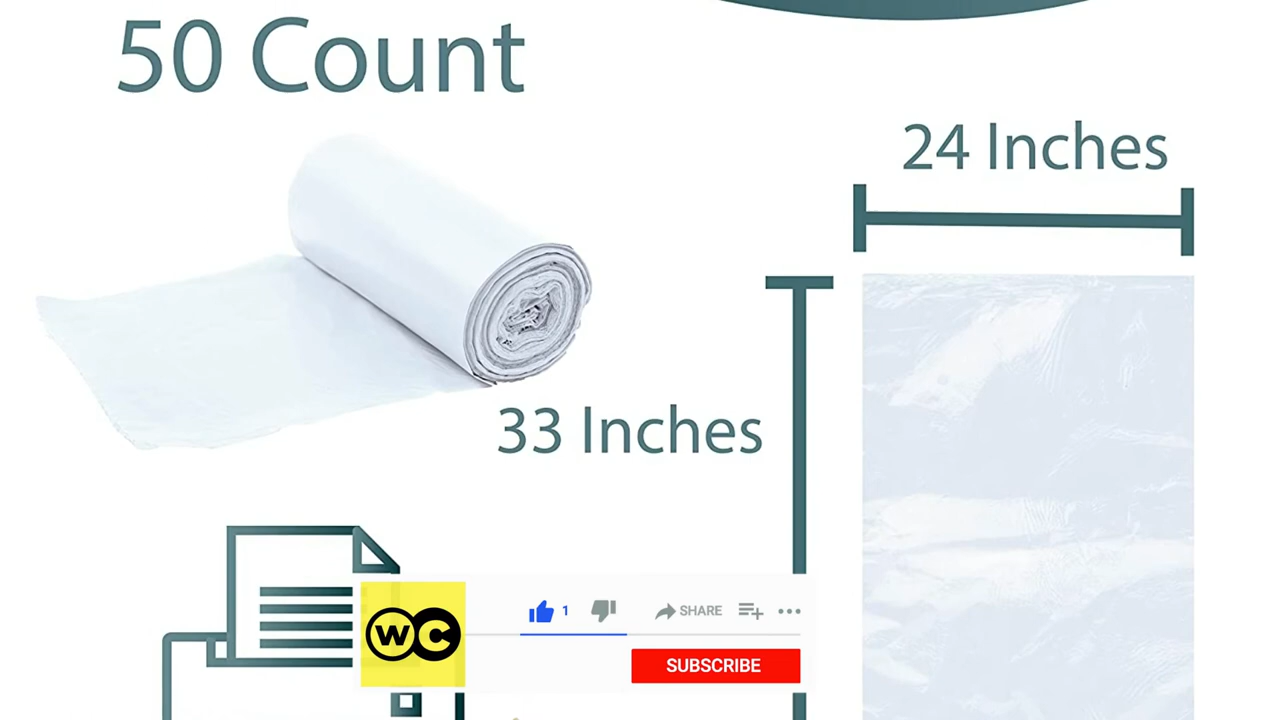 50 Count
24 Inches
33 Inches
WC
1
SHARE
SUBSCRIBE